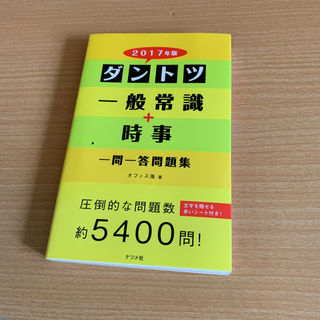 2017年版
ダントツ
一般常識
+
時事
一問一答問題集
オフィス海 著
圧倒的な問題数
文字を隠せる
赤いシート付き!
約5400問!
ナツメ社